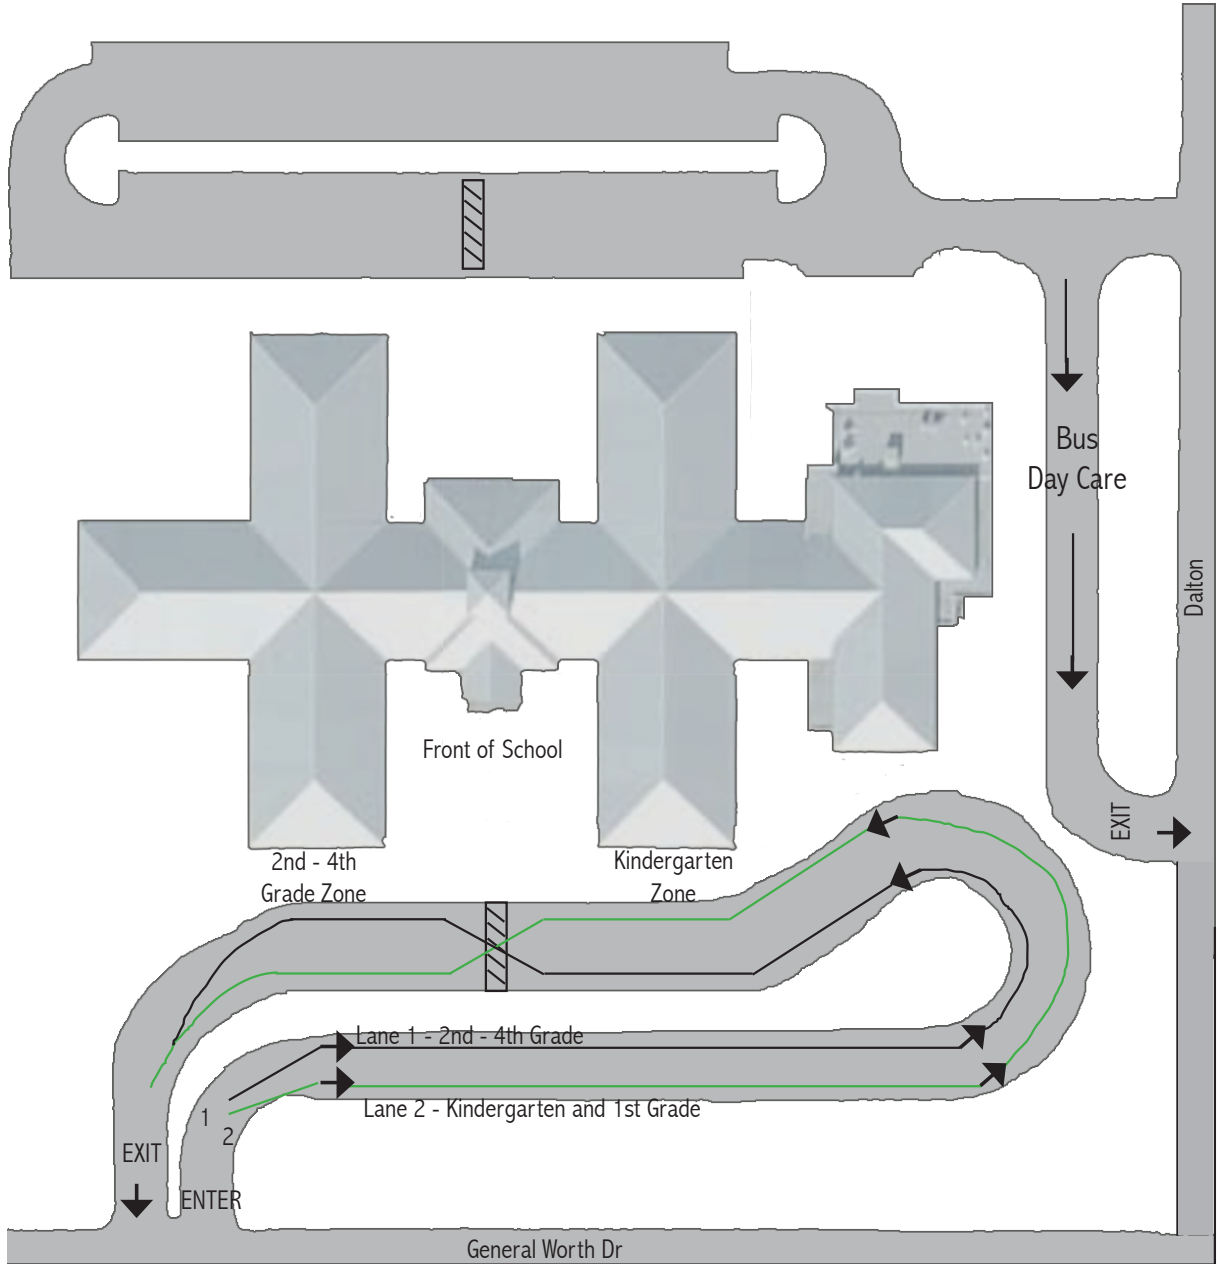 Bus
Day Care
Dalton
Front of School
EXIT
2nd - 4th
Grade Zone
Kindergarten
Zone
Lane 1 - 2nd - 4th Grade
Lane 2 - Kindergarten and 1st Grade
1
2
EXIT
ENTER
General Worth Dr